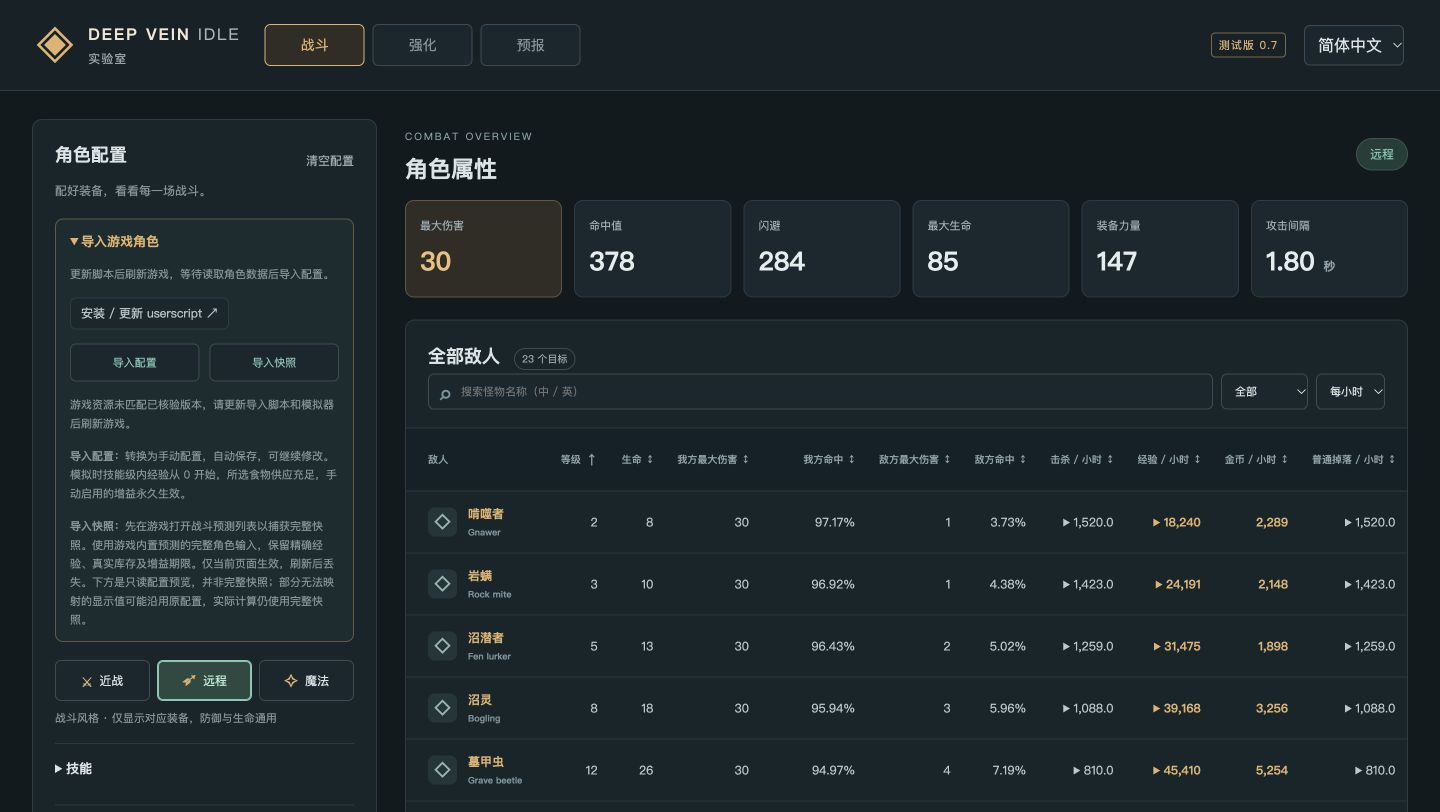 DEEP VEIN IDLE
实验室
战斗
强化
预报
测试版 0.7
简体中文
角色配置
清空配置
配好装备，看看每一场战斗。
▼导入游戏角色
更新脚本后刷新游戏，等待读取角色数据后导入配置。
安装 / 更新 userscript ↗
导入配置
导入快照
游戏资源未匹配已核验版本，请更新导入脚本和模拟器
后刷新游戏。
导入配置：转换为手动配置，自动保存，可继续修改。
模拟时技能级内经验从 0 开始，所选食物供应充足，手
动启用的增益永久生效。
导入快照：先在游戏打开战斗预测列表以捕获完整快
照。使用游戏内置预测的完整角色输入，保留精确经
验、真实库存及增益期限。仅当前页面生效，刷新后丢
失。下方是只读配置预览，并非完整快照；部分无法映
射的显示值可能沿用原配置，实际计算仍使用完整快
照。
近战
远程
魔法
战斗风格 · 仅显示对应装备，防御与生命通用
▶技能
COMBAT OVERVIEW
角色属性
远程
最大伤害
30
命中值
378
闪避
284
最大生命
85
装备力量
147
攻击间隔
1.80 秒
全部敌人
23 个目标
搜索怪物名称（中 / 英）
全部
每小时
敌人 等级 ↑ 生命 ↕ 我方最大伤害 ↕ 我方命中 ↕ 敌方最大伤害 ↕ 敌方命中 ↕ 击杀 / 小时 ↕ 经验 / 小时 ↕ 金币 / 小时 ↕ 普通掉落 / 小时 ↕
啃噬者
Gnawer
2 8 30 97.17% 1 3.73% ▶1,520.0 ▶18,240 2,289 ▶1,520.0
岩螨
Rock mite
3 10 30 96.92% 1 4.38% ▶1,423.0 ▶24,191 2,148 ▶1,423.0
沼潜者
Fen lurker
5 13 30 96.43% 2 5.02% ▶1,259.0 ▶31,475 1,898 ▶1,259.0
沼灵
Bogling
8 18 30 95.94% 3 5.96% ▶1,088.0 ▶39,168 3,256 ▶1,088.0
墓甲虫
Grave beetle
12 26 30 94.97% 4 7.19% ▶810.0 ▶45,410 5,254 ▶810.0